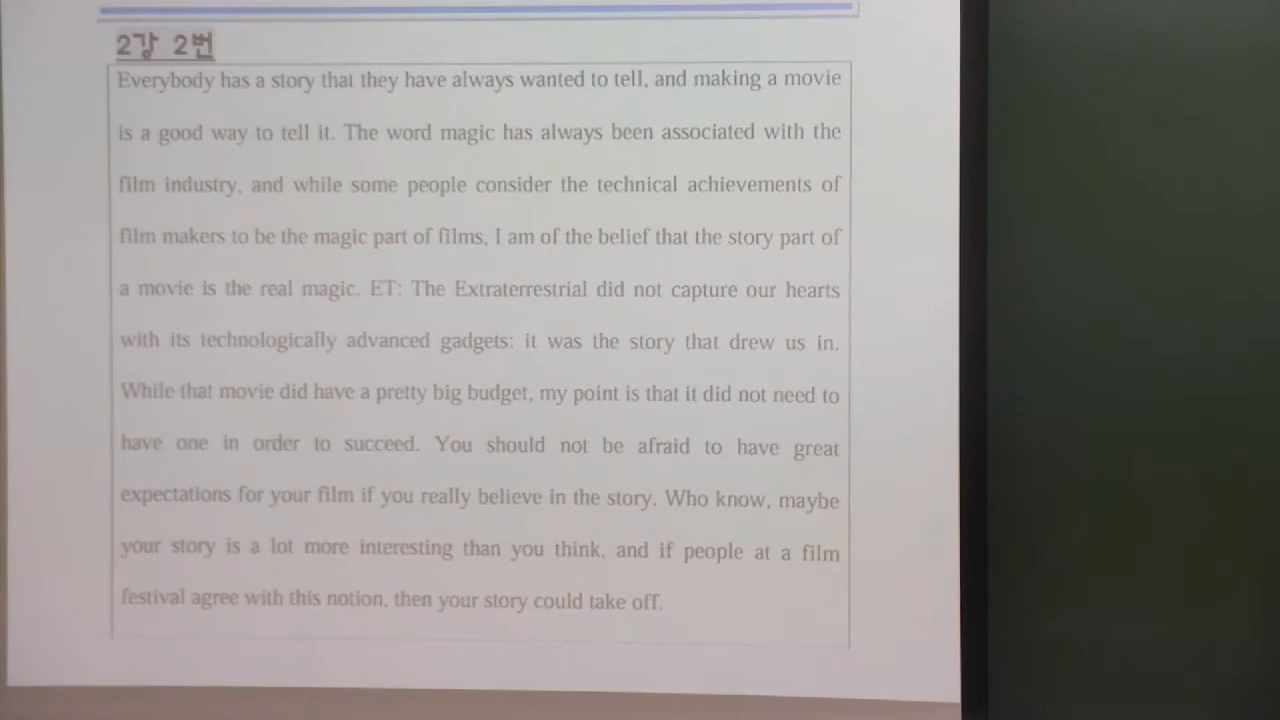 2강 2번
Everybody has a story that they have always wanted to tell, and making a movie
is a good way to tell it. The word magic has always been associated with the
film industry, and while some people consider the technical achievements of
film makers to be the magic part of films, I am of the belief that the story part of
a movie is the real magic. ET: The Extraterrestrial did not capture our hearts
with its technologically advanced gadgets: it was the story that drew us in.
While that movie did have a pretty big budget, my point is that it did not need to
have one in order to succeed. You should not be afraid to have great
expectations for your film if you really believe in the story. Who know, maybe
your story is a lot more interesting than you think, and if people at a film
festival agree with this notion, then your story could take off.